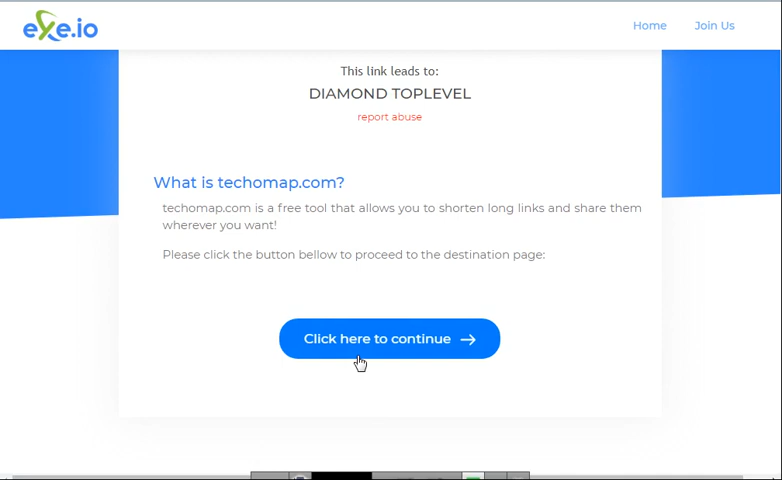 eXe.io
Home
Join Us
This link leads to:
DIAMOND TOPLEVEL
report abuse
What is techomap.com?
techomap.com is a free tool that allows you to shorten long links and share them
wherever you want!
Please click the button bellow to proceed to the destination page:
Click here to continue →